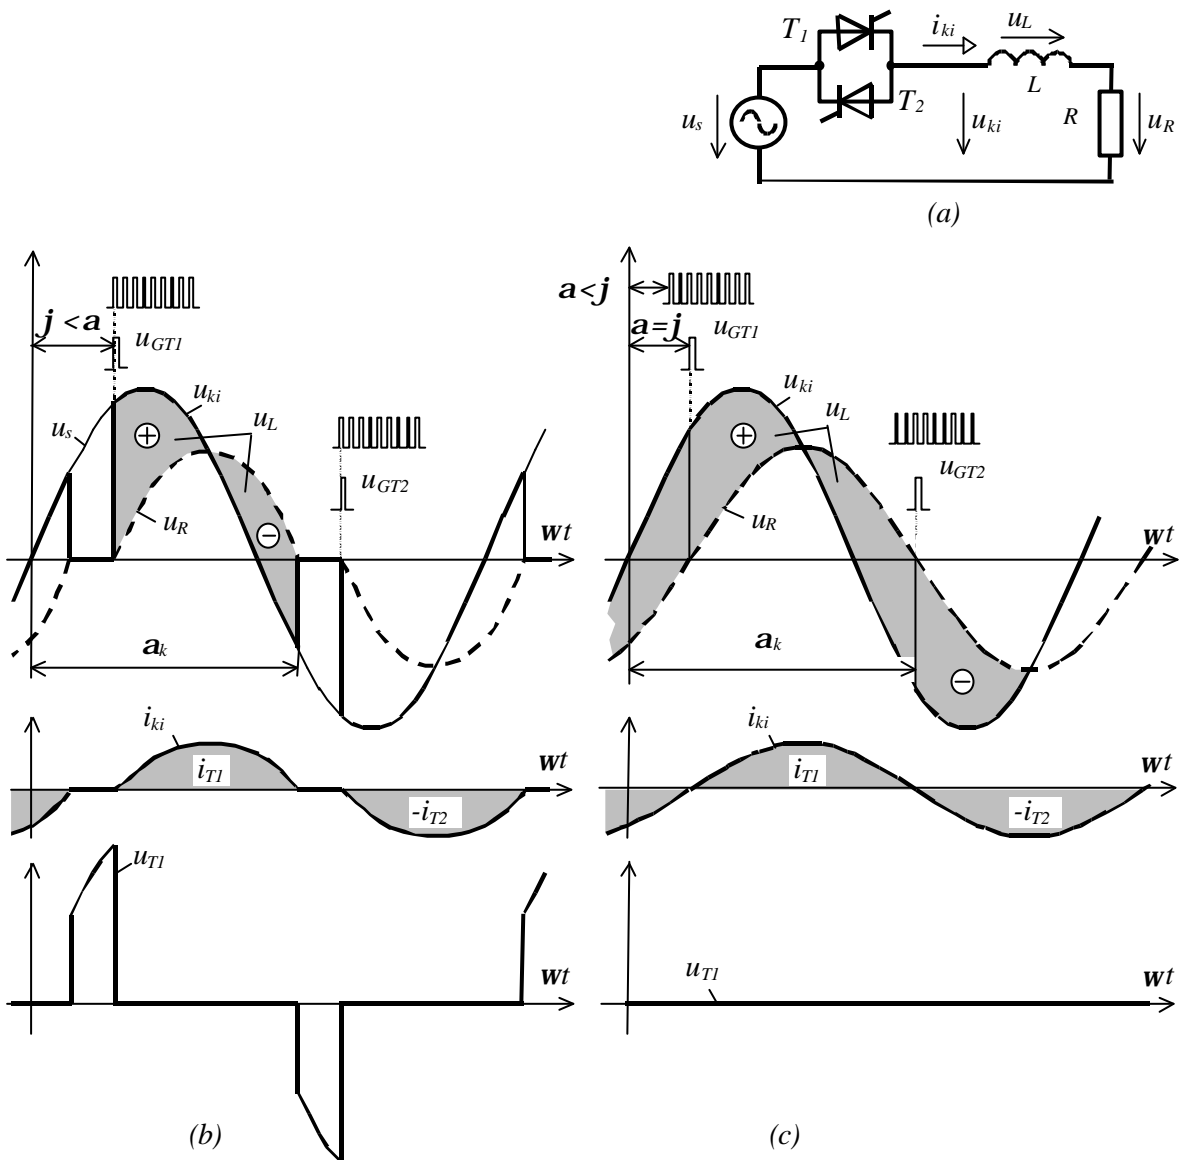 T1
iki
uL
L
T2
us
uki
R
uR
(a)
j < a
uGT1
uki
us
uL
+
uGT2
uR
-
wt
ak
iki
iT1
wt
-iT2
uT1
wt
(b)
a<j
a=j
uGT1
uki
uL
+
uGT2
uR
wt
ak
-
iki
iT1
wt
-iT2
uT1
wt
(c)